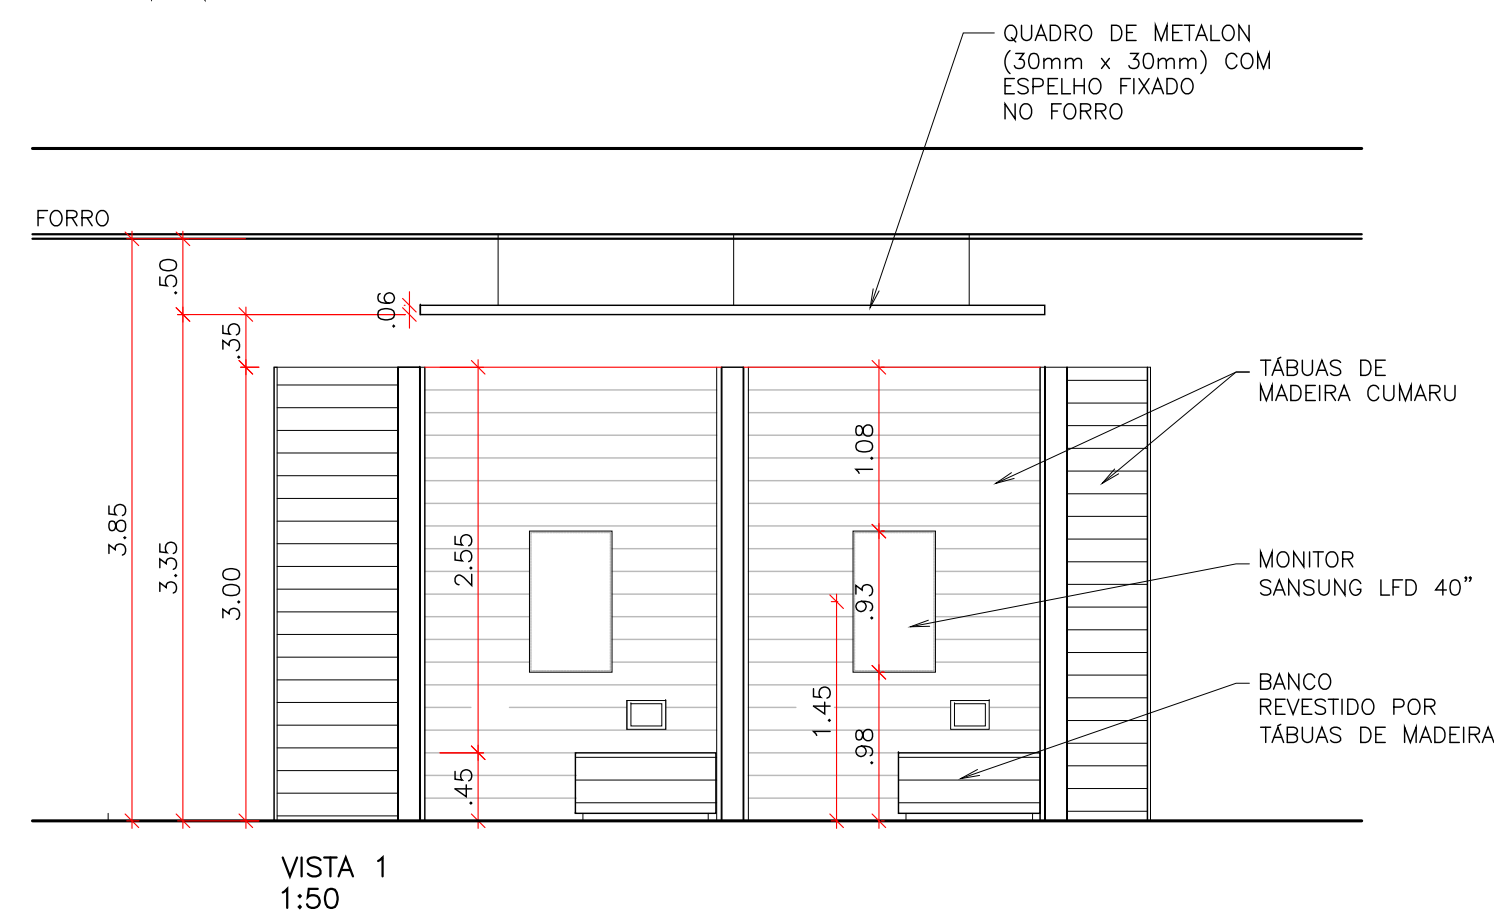 QUADRO DE METALON
(30mm x 30mm) COM
ESPELHO FIXADO
NO FORRO
FORRO
.50
.06
.35
TÁBUAS DE
MADEIRA CUMARU
1.08
3.85
3.35
3.00
2.55
.93
MONITOR
SANSUNG LFD 40”
1.45
.98
.45
BANCO
REVESTIDO POR
TÁBUAS DE MADEIRA
VISTA 1
1:50